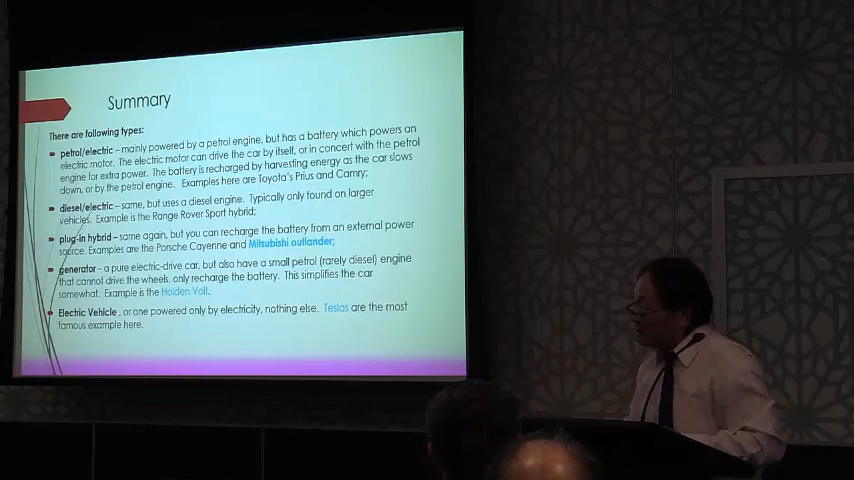 Summary
There are following types:
petrol/electric – mainly powered by a petrol engine, but has a battery which powers an
electric motor. The electric motor can drive the car by itself, or in concert with the petrol
engine for extra power. The battery is recharged by harvesting energy as the car slows
down, or by the petrol engine. Examples here are Toyota's Prius and Camry;
diesel/electric – same, but uses a diesel engine. Typically only found on larger
vehicles. Example is the Range Rover Sport hybrid;
plug-in hybrid – same again, but you can recharge the battery from an external power
source. Examples are the Porsche Cayenne and Mitsubishi outlander;
generator – a pure electric-drive car, but also have a small petrol (rarely diesel) engine
that cannot drive the wheels, only recharge the battery. This simplifies the car
somewhat. Example is the Holden Volt.
Electric Vehicle , or one powered only by electricity, nothing else. Teslas are the most
famous example here.